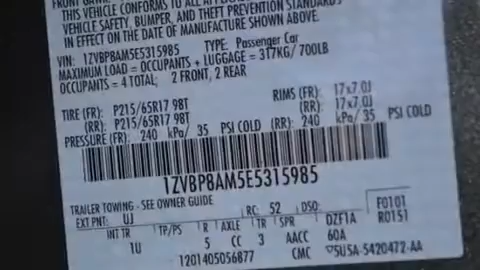 THIS VEHICLE CONFORMS TO ALL
VEHICLE SAFETY, BUMPER, AND THEFT PREVENTION STANDARDS
IN EFFECT ON THE DATE OF MANUFACTURE SHOWN ABOVE.
VIN: 1ZVBP8AM5E5315985 TYPE: Passenger Car
MAXIMUM LOAD = OCCUPANTS + LUGGAGE = 317KG/ 700LB
OCCUPANTS = 4 TOTAL; 2 FRONT, 2 REAR
TIRE (FR): P215/65R17 98T RIMS (FR): 17x7.0J
(RR): P215/65R17 98T (RR): 17x7.0J
PRESSURE (FR): 240 kPa/ 35 PSI COLD (RR): 240 kPa/ 35 PSI COLD
1ZVBP8AM5E5315985
TRAILER TOWING - SEE OWNER GUIDE
EXT PNT: UJ RC: 52 DSO: F0101
INT TR TP/PS R AXLE TR SPR DZF1A R0151
1U 5 CC 3 AACC 60A
1201405056877 CMC 5U5A-5420472-AA